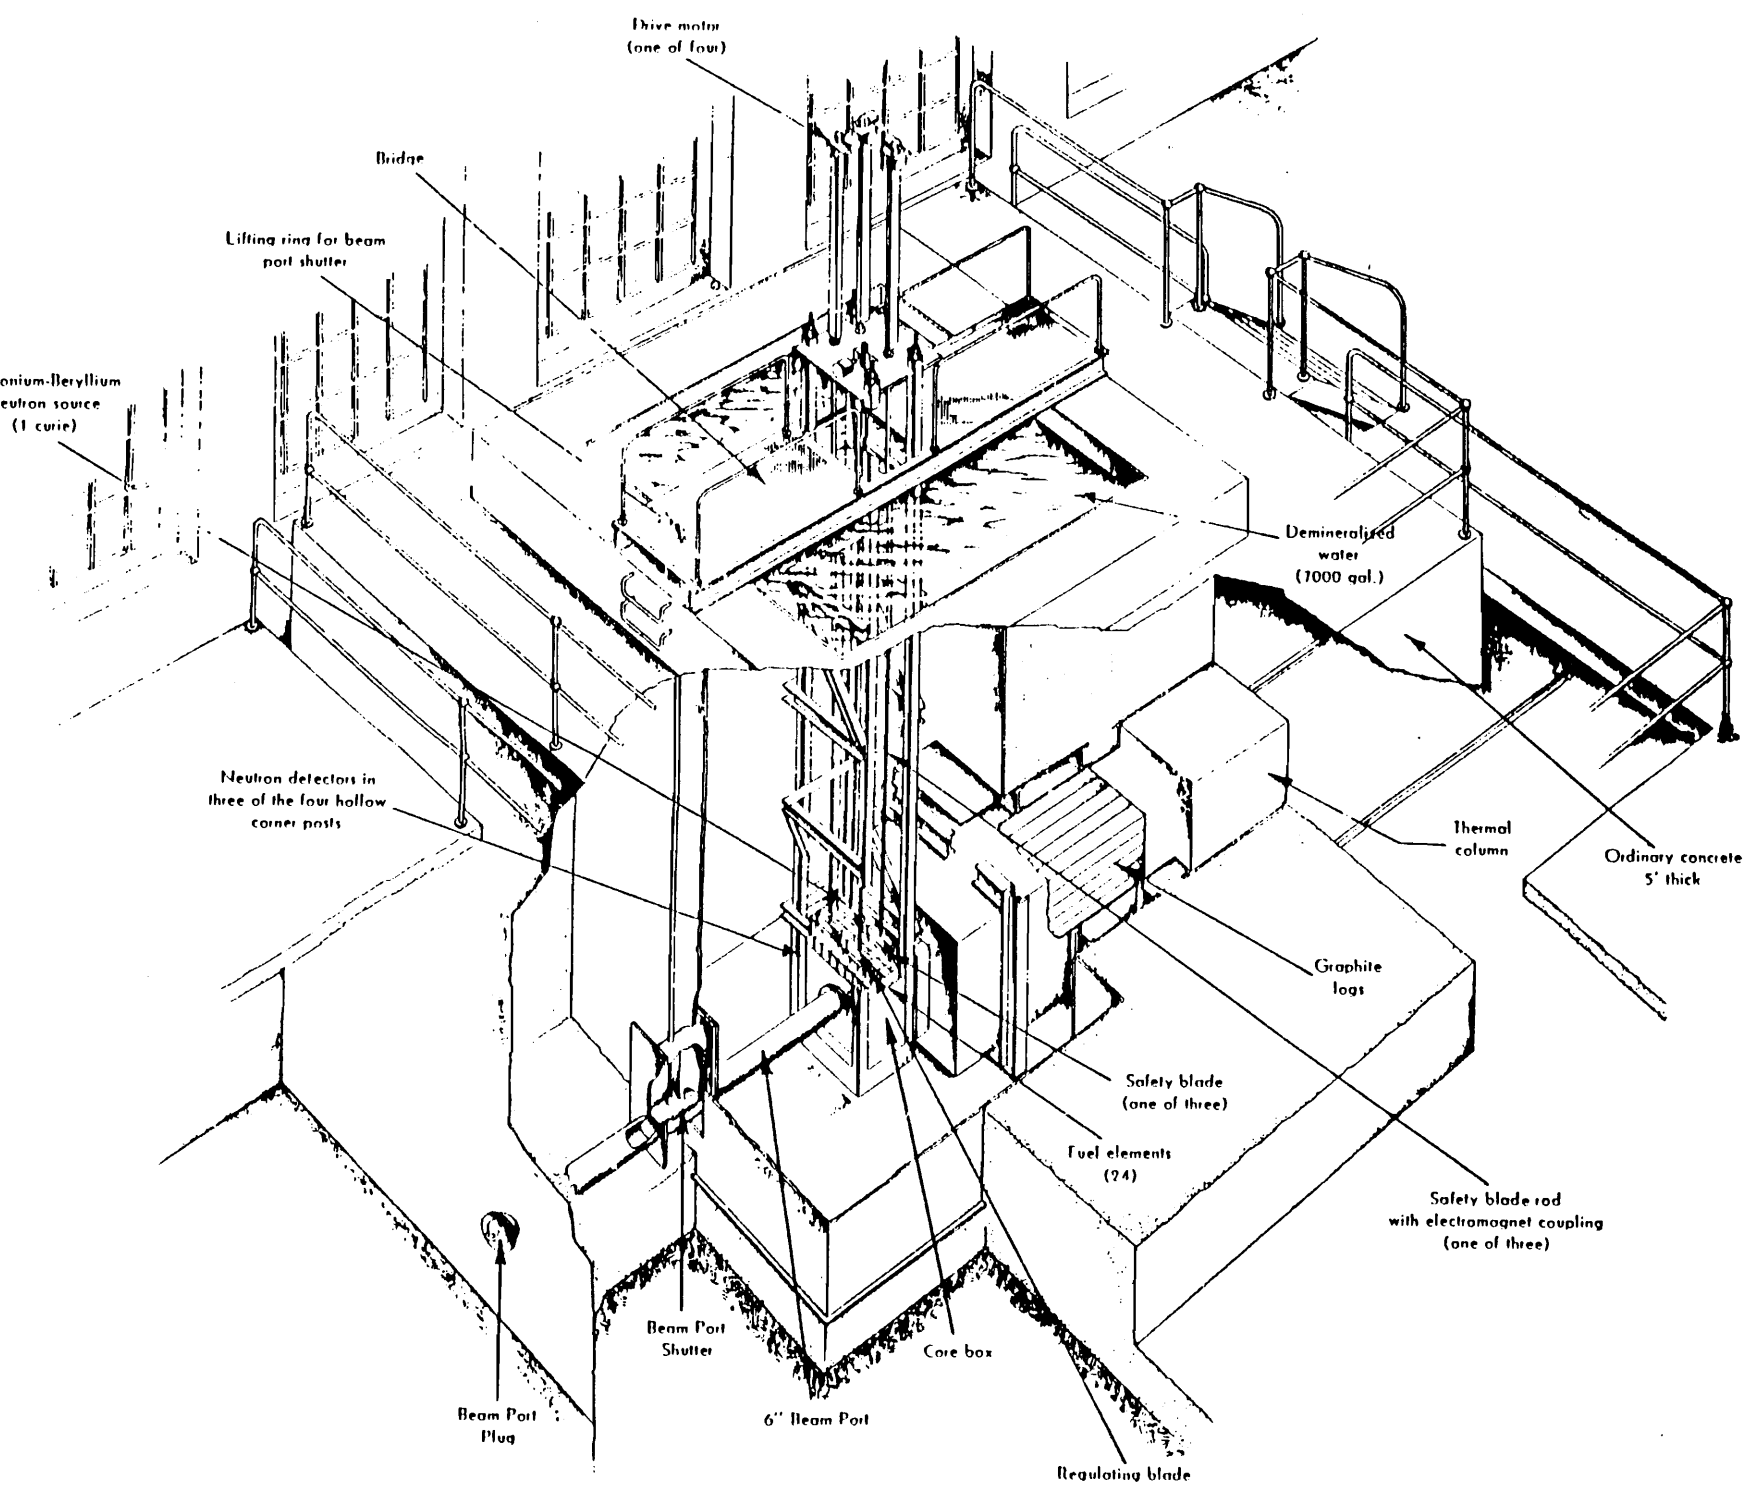 Drive motor
(one of four)
Bridge
Lifting ring for beam
port shutter
onium-Beryllium
eutron source
(1 curie)
Demineralized
water
(7000 gal.)
Neutron detectors in
three of the four hollow
corner posts
Thermal
column
Ordinary concrete
5' thick
Graphite
logs
Safety blade
(one of three)
Fuel elements
(24)
Safety blade rod
with electromagnet coupling
(one of three)
Beam Port
Shutter
Core box
Beam Port
Plug
6" Beam Port
Regulating blade